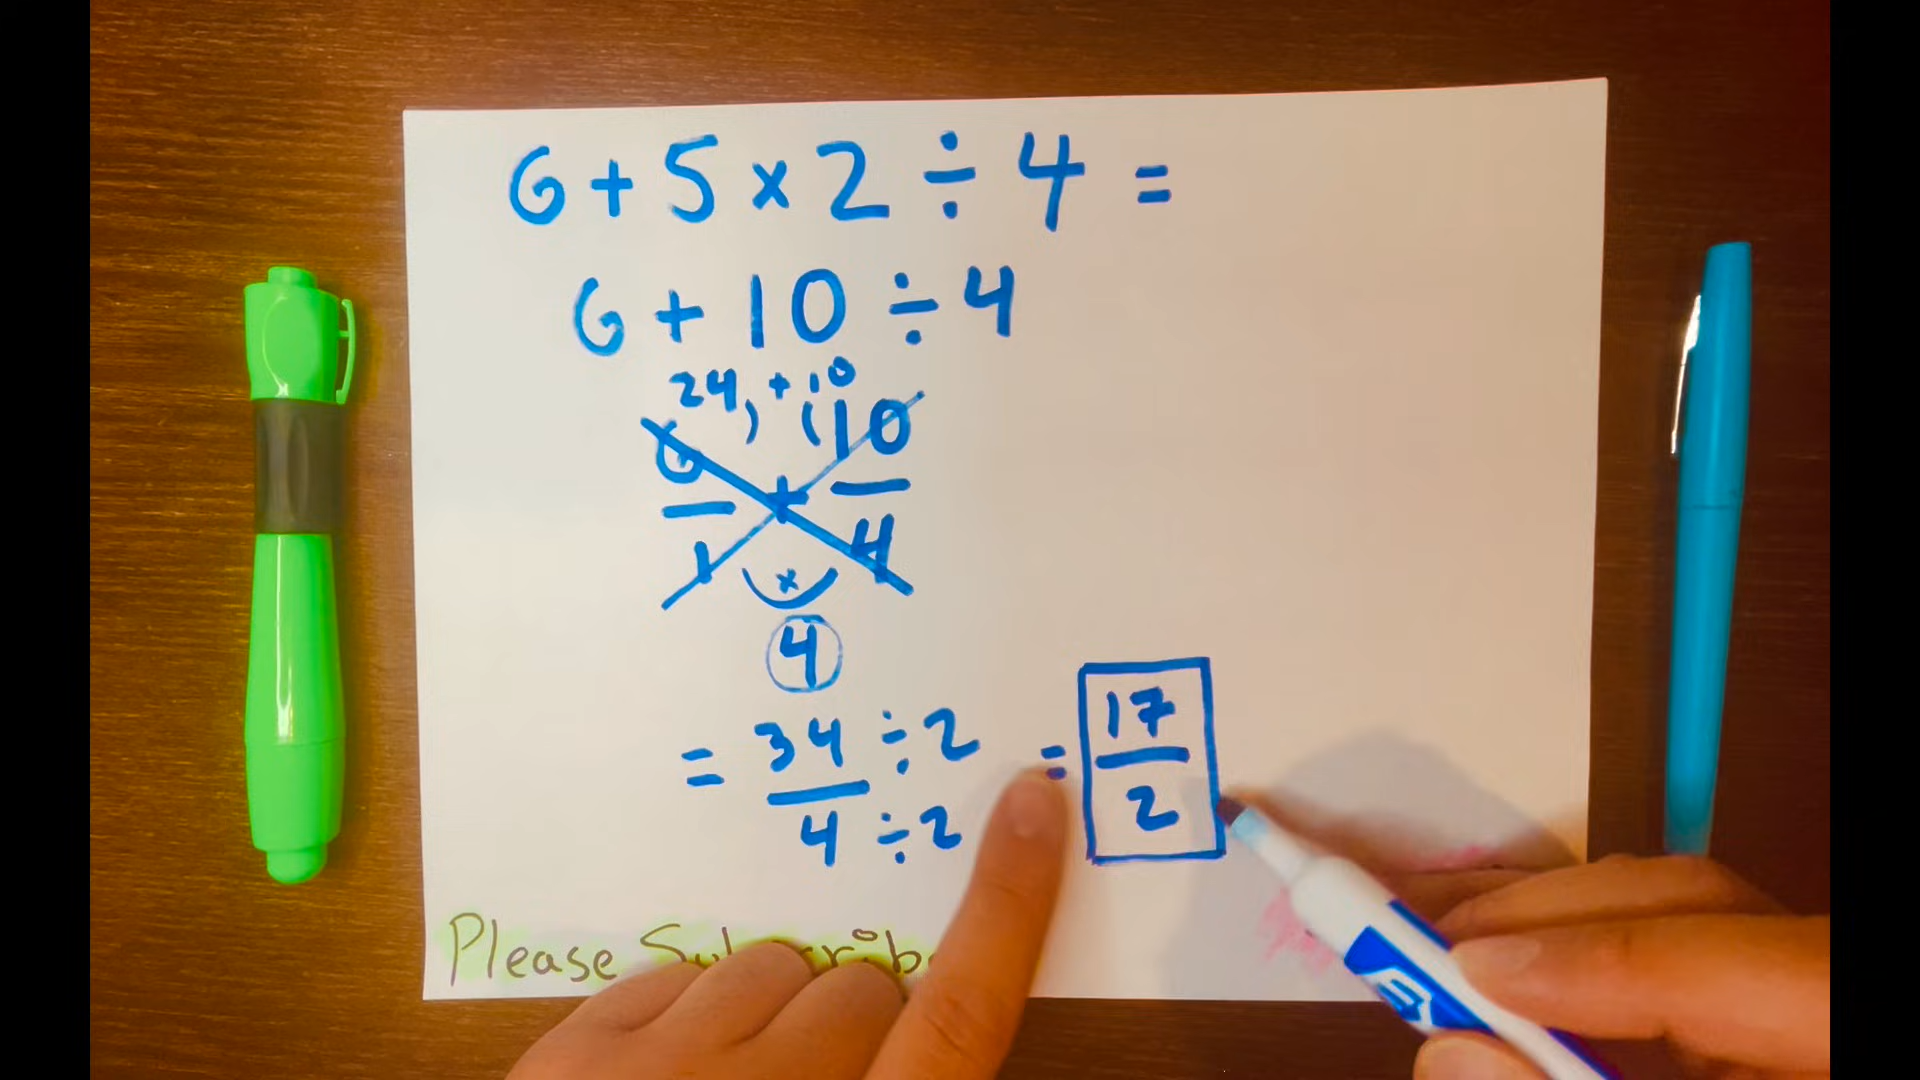 6 + 5 × 2 ÷ 4 =
6 + 10 ÷ 4
24) + (10
6 + 10
1 4
×
4
= 34 ÷ 2 = 17
4 ÷ 2 2
Please